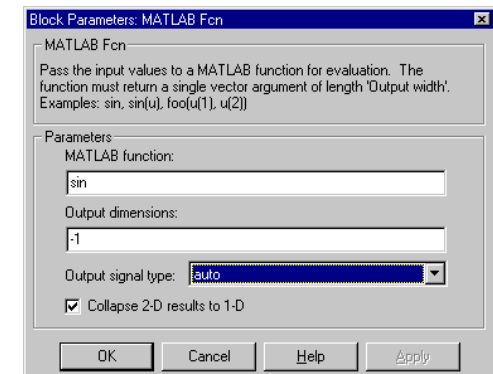 Block Parameters: MATLAB Fcn
MATLAB Fcn
Pass the input values to a MATLAB function for evaluation. The
function must return a single vector argument of length 'Output width'.
Examples: sin, sin(u), foo(u(1), u(2))
Parameters
MATLAB function:
sin
Output dimensions:
-1
Output signal type: auto
Collapse 2-D results to 1-D
OK Cancel Help Apply